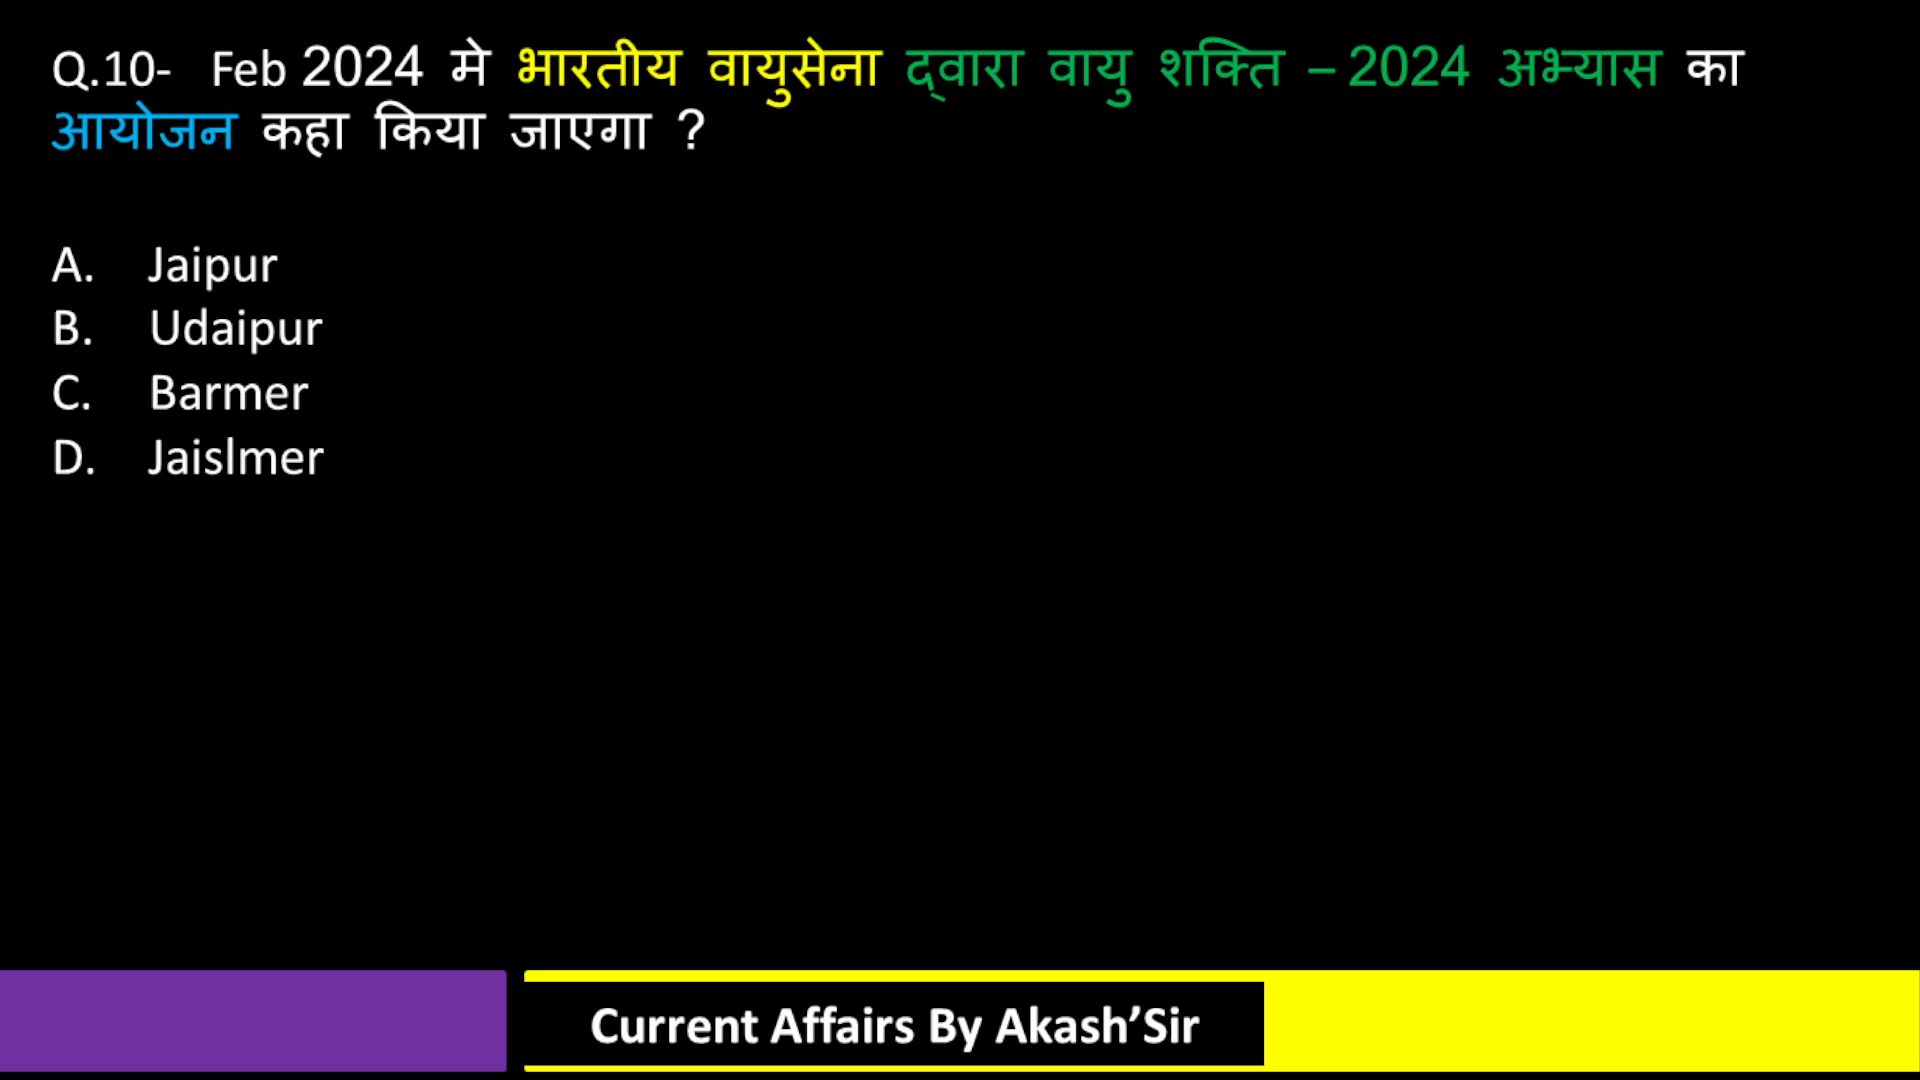 Q.10- Feb 2024 मे भारतीय वायुसेना द्वारा वायु शक्ति – 2024 अभ्यास का
आयोजन कहा किया जाएगा ?
A. Jaipur
B. Udaipur
C. Barmer
D. Jaislmer
Current Affairs By Akash’Sir